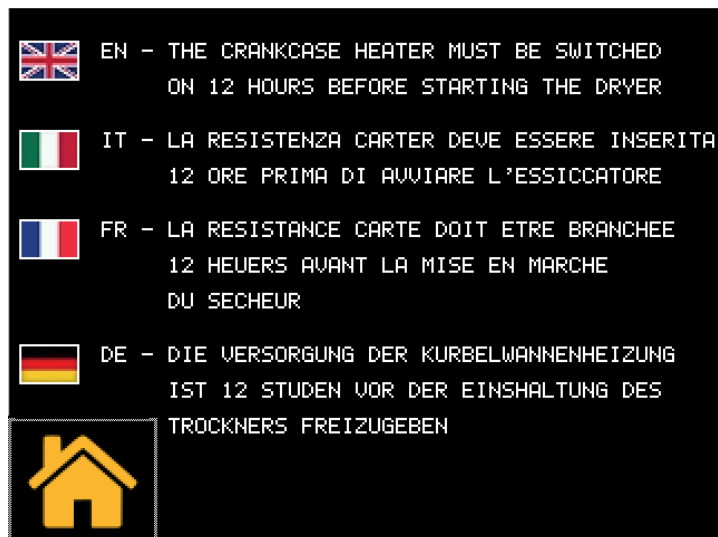 EN – THE CRANKCASE HEATER MUST BE SWITCHED
ON 12 HOURS BEFORE STARTING THE DRYER
IT – LA RESISTENZA CARTER DEVE ESSERE INSERITA
12 ORE PRIMA DI AVVIARE L'ESSICCATORE
FR – LA RESISTANCE CARTE DOIT ETRE BRANCHEE
12 HEUERS AVANT LA MISE EN MARCHE
DU SECHEUR
DE – DIE VERSORGUNG DER KURBELWANNENHEIZUNG
IST 12 STUDEN VOR DER EINSHALTUNG DES
TROCKNERS FREIZUGEBEN